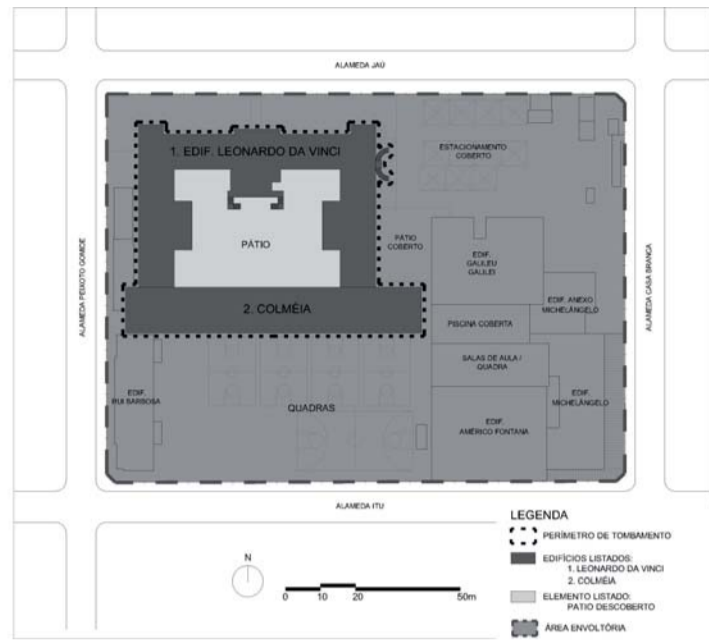 ALAMEDA JAÚ
1. EDIF. LEONARDO DA VINCI
ESTACIONAMENTO
COBERTO
PÁTIO
PÁTIO
COBERTO
EDIF.
GALILEU
GALILEI
ALAMEDA PEIXOTO GOMIDE
ALAMEDA CASA BRANCA
2. COLMÉIA
EDIF. ANEXO
MICHELÂNGELO
PISCINA COBERTA
SALAS DE AULA /
QUADRA
EDIF.
RUI BARBOSA
QUADRAS
EDIF.
AMÉRICO FONTANA
EDIF.
MICHELÂNGELO
ALAMEDA ITU
LEGENDA
PERÍMETRO DE TOMBAMENTO
EDIFÍCIOS LISTADOS:
1. LEONARDO DA VINCI
2. COLMÉIA
ELEMENTO LISTADO:
PATIO DESCOBERTO
ÁREA ENVOLTÓRIA
N
0 10 20 50m